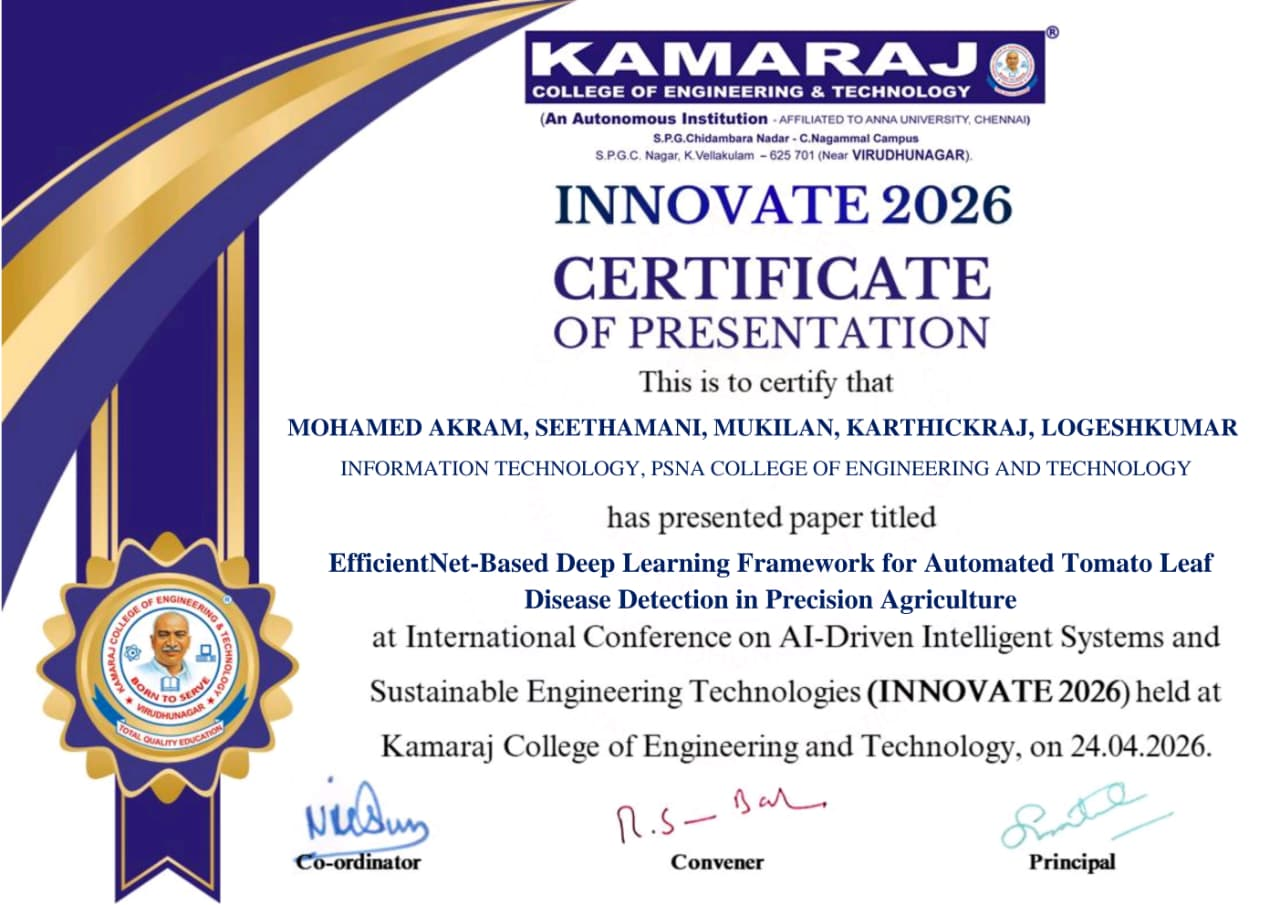 KAMARAJ ®
COLLEGE OF ENGINEERING & TECHNOLOGY
(An Autonomous Institution - AFFILIATED TO ANNA UNIVERSITY, CHENNAI)
S.P.G.Chidambara Nadar - C.Nagammal Campus
S.P.G.C. Nagar, K.Vellakulam – 625 701 (Near VIRUDHUNAGAR).
INNOVATE 2026
CERTIFICATE
OF PRESENTATION
This is to certify that
MOHAMED AKRAM, SEETHAMANI, MUKILAN, KARTHICKRAJ, LOGESHKUMAR
INFORMATION TECHNOLOGY, PSNA COLLEGE OF ENGINEERING AND TECHNOLOGY
has presented paper titled
EfficientNet-Based Deep Learning Framework for Automated Tomato Leaf
Disease Detection in Precision Agriculture
at International Conference on AI-Driven Intelligent Systems and
Sustainable Engineering Technologies (INNOVATE 2026) held at
Kamaraj College of Engineering and Technology, on 24.04.2026.
KAMARAJ COLLEGE OF ENGINEERING & TECHNOLOGY ®
BORN TO SERVE
VIRUDHUNAGAR
TOTAL QUALITY EDUCATION
Co-ordinator
Convener
Principal